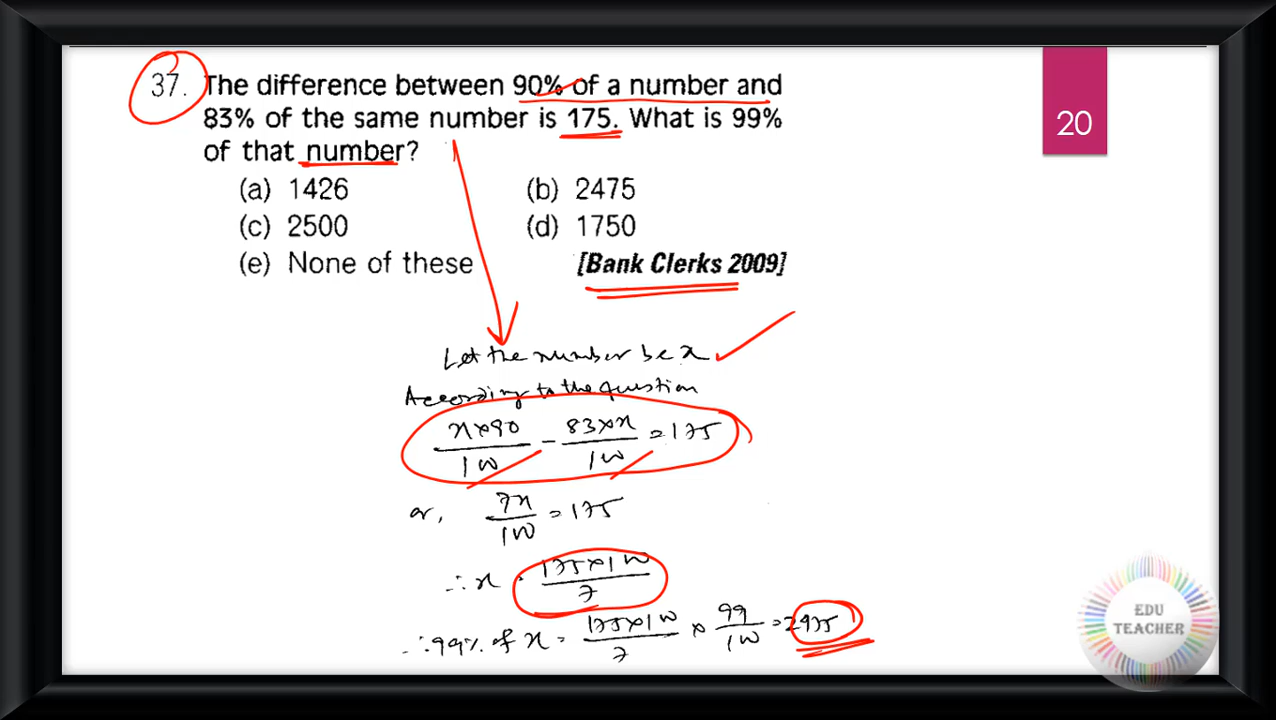 37. The difference between 90% of a number and
83% of the same number is 175. What is 99%
of that number?
(a) 1426 (b) 2475
(c) 2500 (d) 1750
(e) None of these [Bank Clerks 2009]
20
Let the number be x
According to the question
x×90/100 - 83×x/100 = 175
or, 7x/100 = 175
∴ x = 175×100/7
∴ 99% of x = 175×100/7 × 99/100 = 2475
EDU
TEACHER